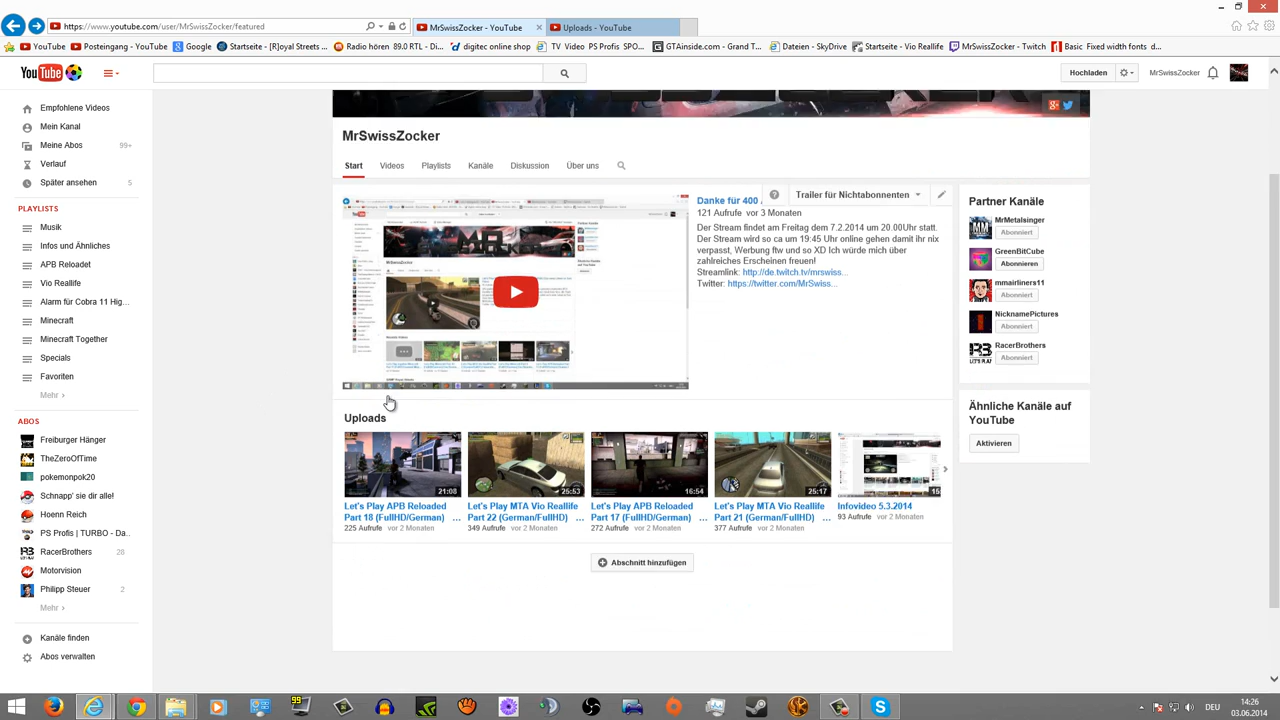 https://www.youtube.com/user/MrSwissZocker/featured
MrSwissZocker - YouTube
Uploads - YouTube
YouTube
Posteingang - YouTube
Google
Startseite - [R]oyal Streets ...
Radio hören 89.0 RTL - Di...
digitec online shop
TV Video PS Profis SPO...
GTAinside.com - Grand T...
Dateien - SkyDrive
Startseite - Vio Reallife
MrSwissZocker - Twitch
Basic Fixed width fonts d...
YouTube
Hochladen
MrSwissZocker
Empfohlene Videos
Mein Kanal
Meine Abos 99+
Verlauf
Später ansehen 5
PLAYLISTS
Musik
Infos und Ähnliches
APB Reloadet
Vio Reallife
Alarm für Cobra 11 Hig...
Minecraft
Minecraft Together
Specials
Favoriten
Mehr ›
ABOS
Freiburger Hänger
TheZeroOfTime
pokemonpok20
Schnapp' sie dir alle!
Hoenn Reich
PS Profis | TURBO - Da...
RacerBrothers 28
Motorvision
Philipp Steuer 2
Mehr ›
Kanäle finden
Abos verwalten
MrSwissZocker
Start
Videos
Playlists
Kanäle
Diskussion
Über uns
Trailer für Nichtabonnenten
Danke für 400
121 Aufrufe vor 3 Monaten
Der Stream findet am Freitag dem 7.2.2014 um 20.00Uhr statt.
Der Stream wird so ca um 19:45 Uhr online gehen damit ihr nix
verpasst, Werbung ftw und so XD Ich würde mich über
zahlreiches Erscheinen freuen!
Streamlink: http://de.twitch.tv/mrswiss...
Twitter: https://twitter.com/MrSwiss...
Uploads
21:08
25:53
16:54
25:17
15
Let's Play APB Reloaded
Part 18 (FullHD/German) ...
225 Aufrufe vor 2 Monaten
Let's Play MTA Vio Reallife
Part 22 (German/FullHD) ...
349 Aufrufe vor 2 Monaten
Let's Play APB Reloaded
Part 17 (FullHD/German) ...
272 Aufrufe vor 2 Monaten
Let's Play MTA Vio Reallife
Part 21 (German/FullHD) ...
377 Aufrufe vor 2 Monaten
Infovideo 5.3.2014
93 Aufrufe vor 2 Monaten
Abschnitt hinzufügen
Partner Kanäle
MrMetalsinger
Abonniert
GreenBitCube
Abonnieren
mmairliners11
Abonniert
NicknamePictures
Abonniert
RacerBrothers
Abonniert
Ähnliche Kanäle auf
YouTube
Aktivieren
99
DEU
14:26
03.06.2014